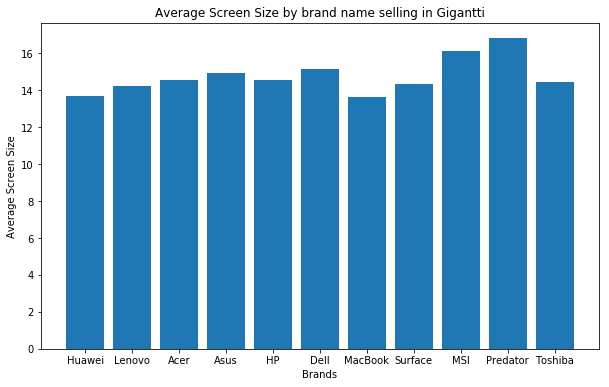 Average Screen Size by brand name selling in Gigantti
Average Screen Size
16
14
12
10
8
6
4
2
0
Huawei Lenovo Acer Asus HP Dell MacBook Surface MSI Predator Toshiba
Brands